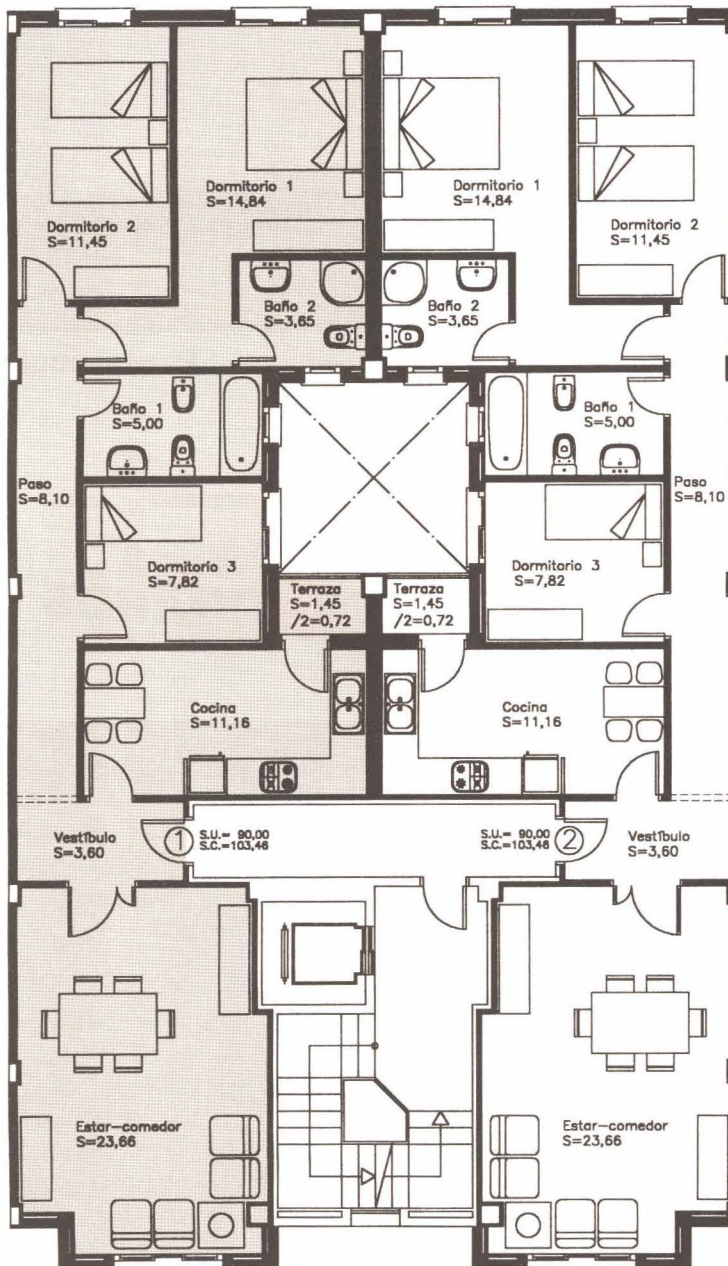 Dormitorio 1
S=14,84
Dormitorio 1
S=14,84
Dormitorio 2
S=11,45
Dormitorio 2
S=11,45
Baño 2
S=3,65
Baño 2
S=3,65
Baño 1
S=5,00
Baño 1
S=5,00
Paso
S=8,10
Paso
S=8,10
Dormitorio 3
S=7,82
Dormitorio 3
S=7,82
Terraza
S=1,45
/2=0,72
Terraza
S=1,45
/2=0,72
Cocina
S=11,16
Cocina
S=11,16
Vestíbulo
S=3,60
1
S.U.= 90,00
S.C.=103,46
S.U.= 90,00
S.C.=103,46
2
Vestíbulo
S=3,60
Estar-comedor
S=23,66
Estar-comedor
S=23,66